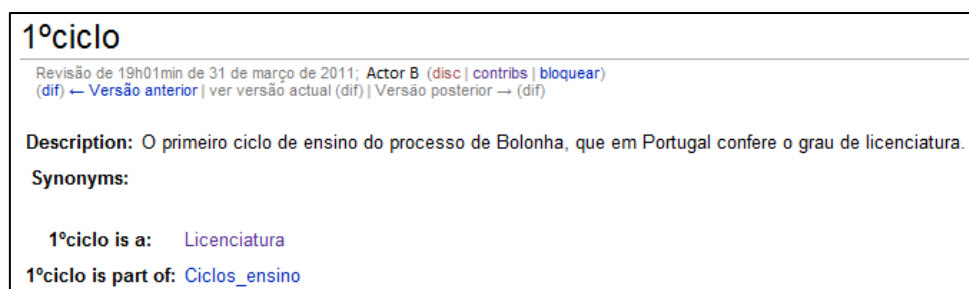 1ºciclo
Revisão de 19h01min de 31 de março de 2011; Actor B (disc | contribs | bloquear)
(dif) ← Versão anterior | ver versão actual (dif) | Versão posterior → (dif)
Description: O primeiro ciclo de ensino do processo de Bolonha, que em Portugal confere o grau de licenciatura.
Synonyms:
1ºciclo is a: Licenciatura
1ºciclo is part of: Ciclos_ensino